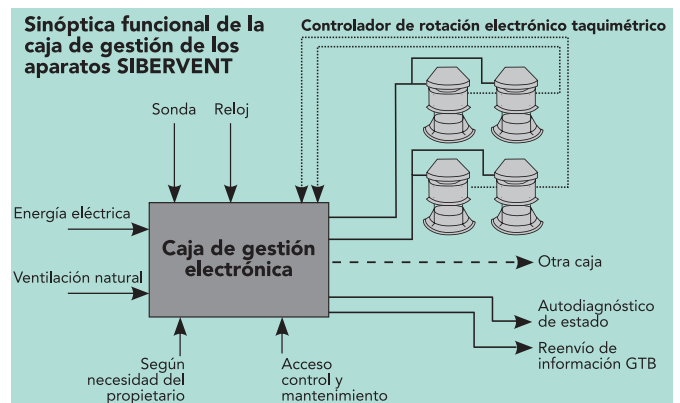 Sinóptica funcional de la
caja de gestión de los
aparatos SIBERVENT
Controlador de rotación electrónico taquimétrico
Sonda
Reloj
Energía eléctrica
Ventilación natural
Caja de gestión
electrónica
Otra caja
Autodiagnóstico
de estado
Reenvío de
información GTB
Según
necesidad del
propietario
Acceso
control y
mantenimiento